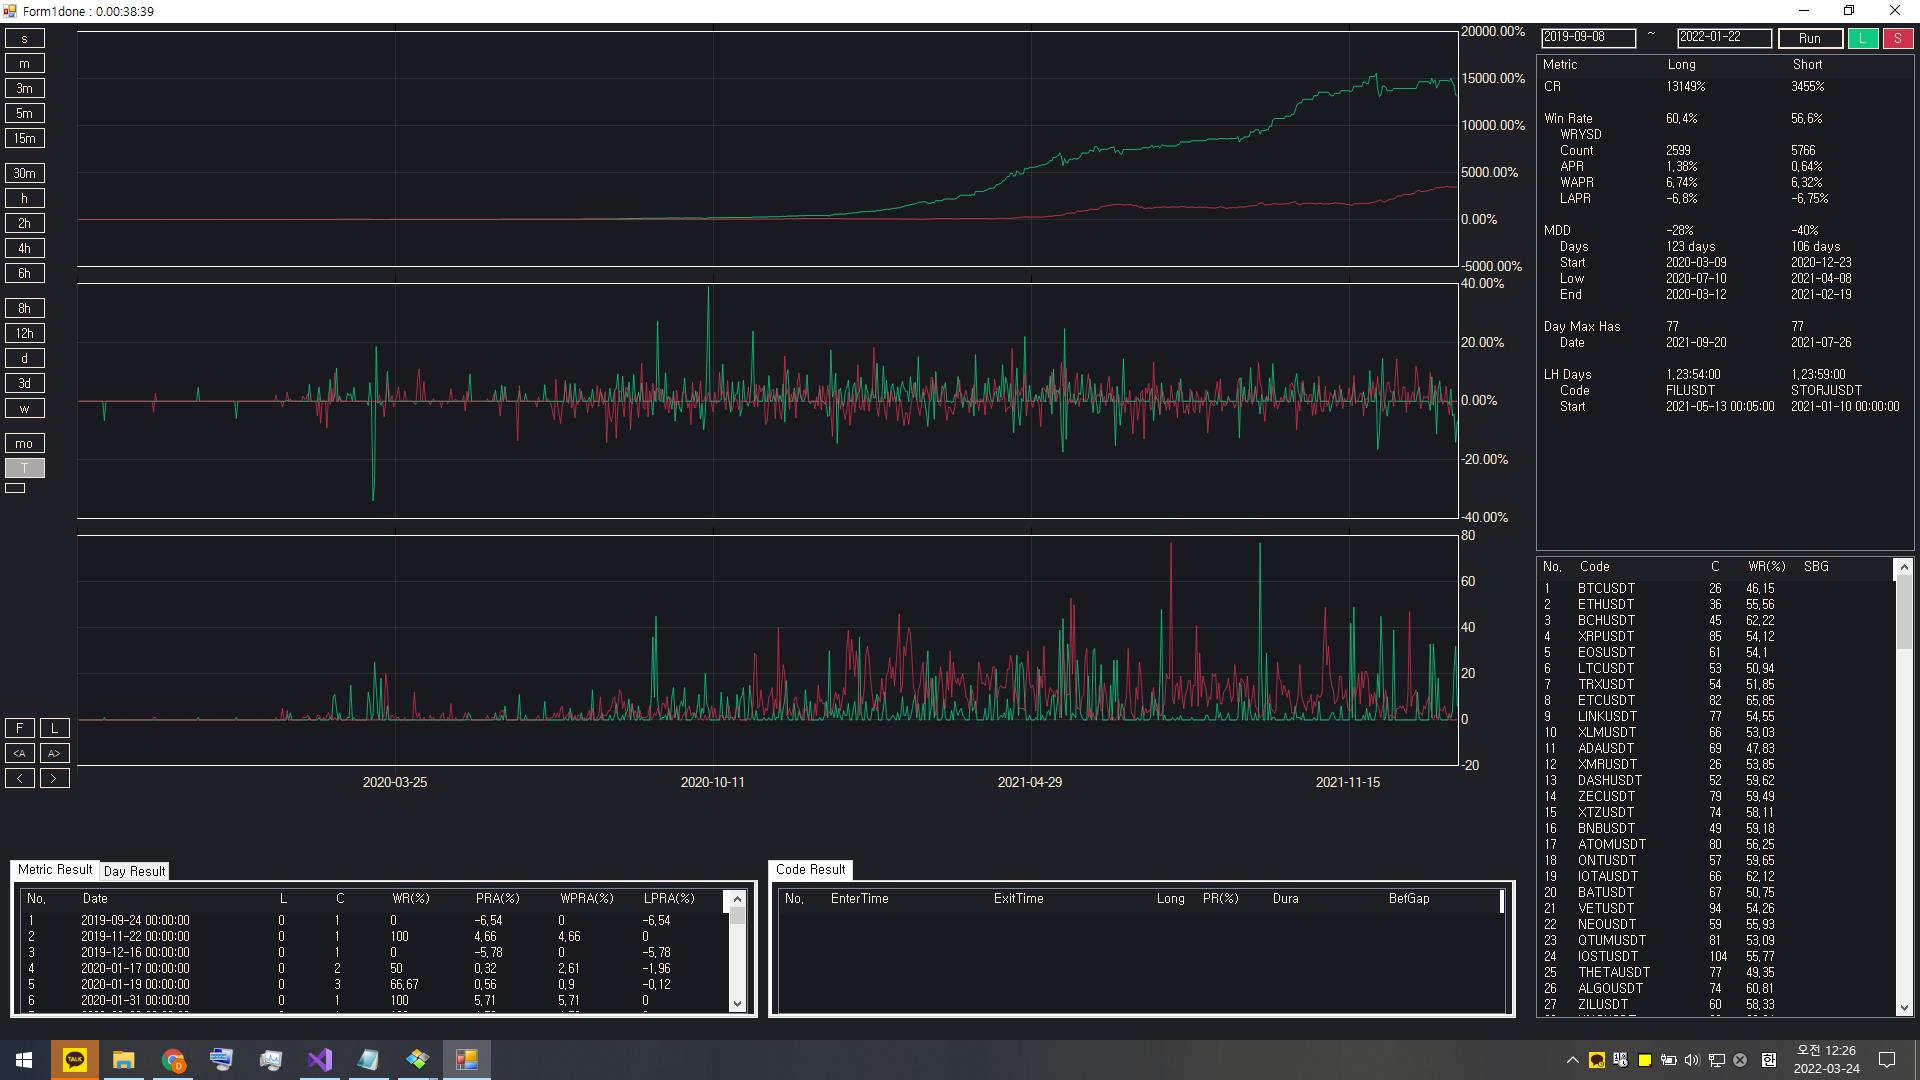 Form1done : 0.00:38:39
s
m
3m
5m
15m
30m
h
2h
4h
6h
8h
12h
d
3d
w
mo
T
F L
<A A>
< >
20000.00%
15000.00%
10000.00%
5000.00%
0.00%
-5000.00%
40.00%
20.00%
0.00%
-20.00%
-40.00%
80
60
40
20
0
-20
2020-03-25 2020-10-11 2021-04-29 2021-11-15
2019-09-08 ~ 2022-01-22 Run L S
Metric Long Short
CR 13149% 3455%
Win Rate 60,4% 56,6%
WRYSD
Count 2599 5766
APR 1,38% 0,64%
WAPR 6,74% 6,32%
LAPR -6,8% -6,75%
MDD -28% -40%
Days 123 days 106 days
Start 2020-03-09 2020-12-23
Low 2020-07-10 2021-04-08
End 2020-03-12 2021-02-19
Day Max Has 77 77
Date 2021-09-20 2021-07-26
LH Days 1,23:54:00 1,23:59:00
Code FILUSDT STORJUSDT
Start 2021-05-13 00:05:00 2021-01-10 00:00:00
No, Code C WR(%) SBG
1 BTCUSDT 26 46,15
2 ETHUSDT 36 55,56
3 BCHUSDT 45 62,22
4 XRPUSDT 85 54,12
5 EOSUSDT 61 54,1
6 LTCUSDT 53 50,94
7 TRXUSDT 54 51,85
8 ETCUSDT 82 65,85
9 LINKUSDT 77 54,55
10 XLMUSDT 66 53,03
11 ADAUSDT 69 47,83
12 XMRUSDT 26 53,85
13 DASHUSDT 52 59,62
14 ZECUSDT 79 59,49
15 XTZUSDT 74 58,11
16 BNBUSDT 49 59,18
17 ATOMUSDT 80 56,25
18 ONTUSDT 57 59,65
19 IOTAUSDT 66 62,12
20 BATUSDT 67 50,75
21 VETUSDT 94 54,26
22 NEOUSDT 59 55,93
23 QTUMUSDT 81 53,09
24 IOSTUSDT 104 55,77
25 THETAUSDT 77 49,35
26 ALGOUSDT 74 60,81
27 ZILUSDT 60 58,33
Metric Result Day Result
No, Date L C WR(%) PRA(%) WPRA(%) LPRA(%)
1 2019-09-24 00:00:00 0 1 0 -6,54 0 -6,54
2 2019-11-22 00:00:00 0 1 100 4,66 4,66 0
3 2019-12-16 00:00:00 0 1 0 -5,78 0 -5,78
4 2020-01-17 00:00:00 0 2 50 0,32 2,61 -1,96
5 2020-01-19 00:00:00 0 3 66,67 0,56 0,9 -0,12
6 2020-01-31 00:00:00 0 1 100 5,71 5,71 0
Code Result
No, EnterTime ExitTime Long PR(%) Dura BefGap
TALK
한
오전 12:26
2022-03-24